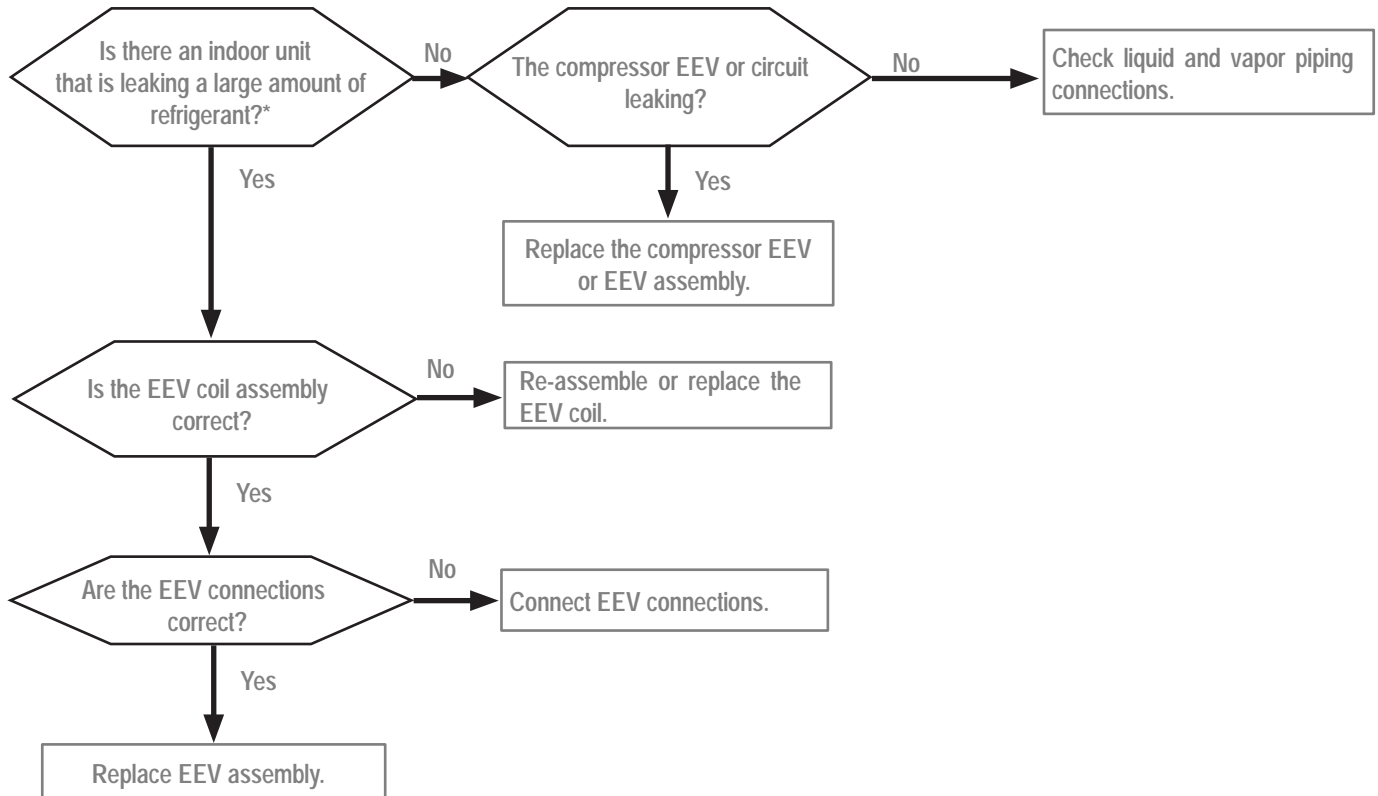 Is there an indoor unit
that is leaking a large amount of
refrigerant?*
No
The compressor EEV or circuit
leaking?
No
Check liquid and vapor piping
connections.
Yes
Yes
Replace the compressor EEV
or EEV assembly.
Is the EEV coil assembly
correct?
No
Re-assemble or replace the
EEV coil.
Yes
Are the EEV connections
correct?
No
Connect EEV connections.
Yes
Replace EEV assembly.